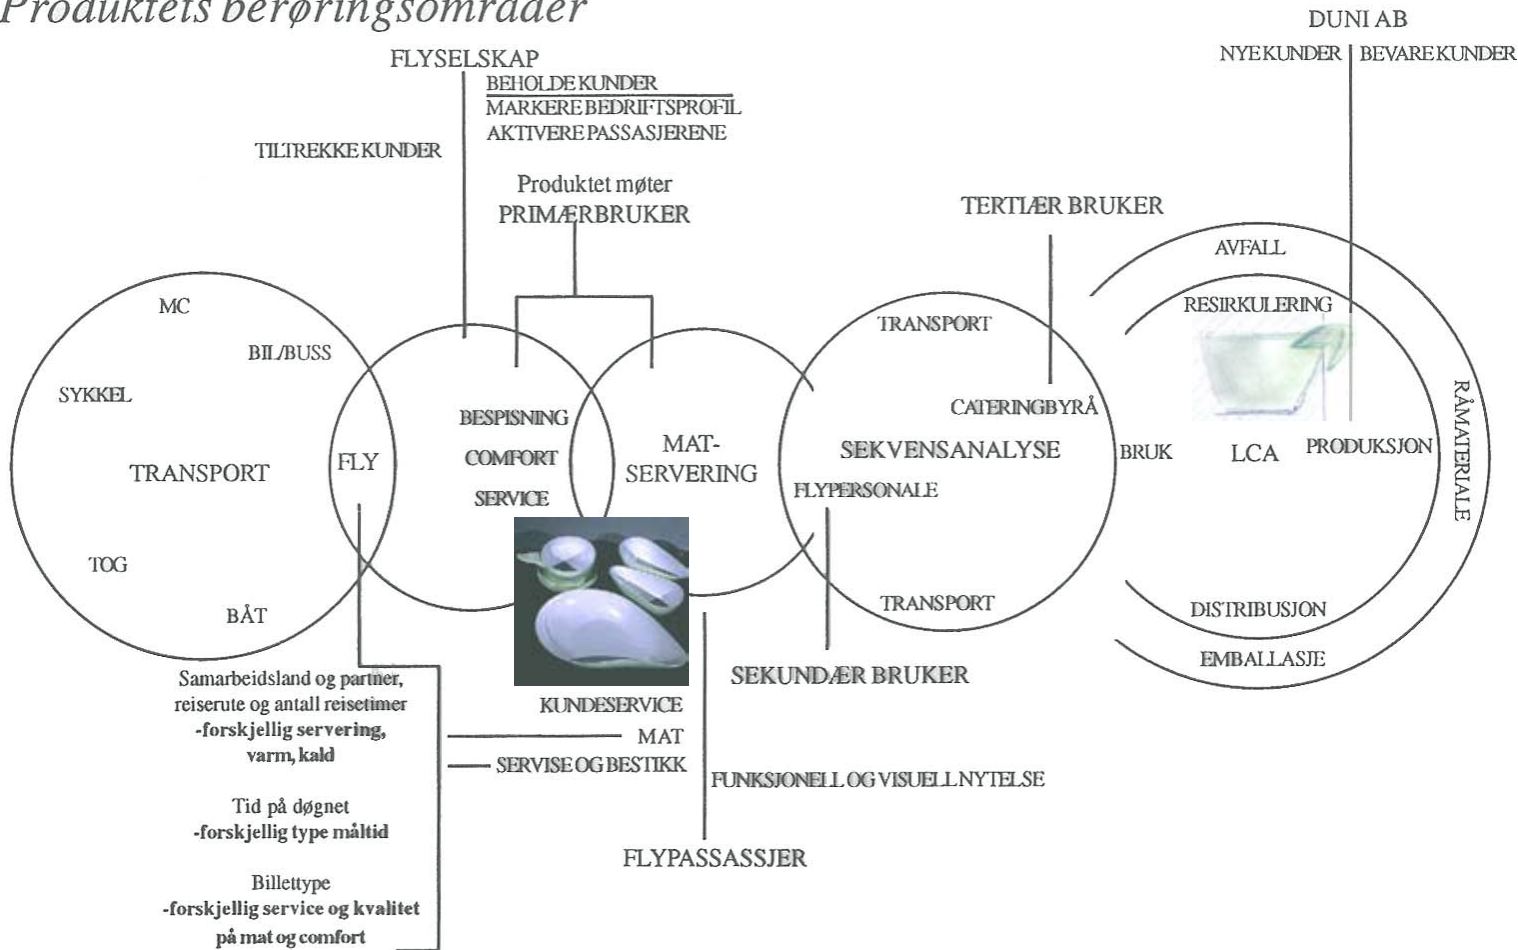 Produktets berøringsområder
DUNI AB
NYE KUNDER
BEVARE KUNDER
FLYSELSKAP
BEHOLDE KUNDER
MARKERE BEDRIFTSPROFIL
AKTIVERE PASSASJERENE
TILTREKKE KUNDER
Produktet møter
PRIMÆRBRUKER
TERTIÆR BRUKER
MC
BIL/BUSS
SYKKEL
TRANSPORT
TOG
BÅT
FLY
BESPISNING
COMFORT
SERVICE
MAT-
SERVERING
TRANSPORT
CATERINGBYRÅ
SEKVENSANALYSE
FLYPERSONALE
TRANSPORT
AVFALL
RESIRKULERING
BRUK
LCA
PRODUKSJON
RÅMATERIALE
DISTRIBUSJON
EMBALLASJE
SEKUNDÆR BRUKER
Samarbeidsland og partner,
reiserute og antall reisetimer
-forskjellig servering,
varm, kald
Tid på døgnet
-forskjellig type måltid
Billettype
-forskjellig service og kvalitet
på mat og comfort
KUNDESERVICE
MAT
SERVISE OG BESTIKK
FUNKSJONELL OG VISUELL NYTELSE
FLYPASSASSJER